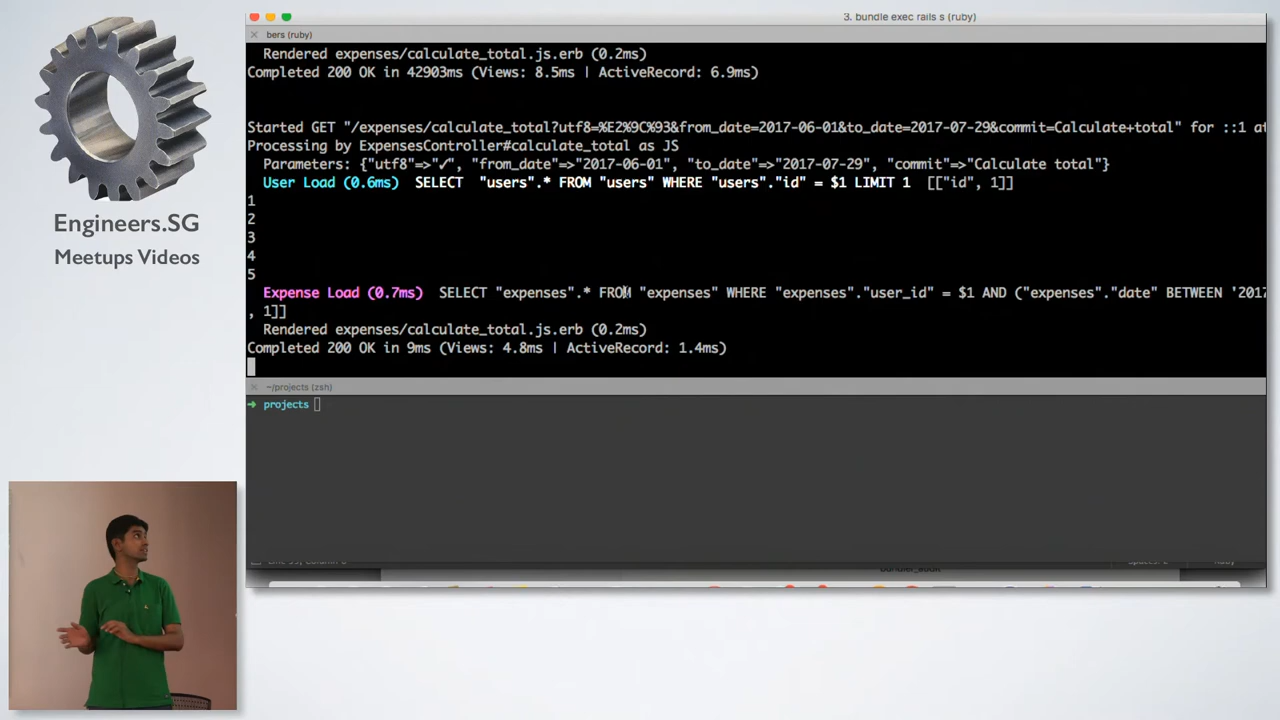 3. bundle exec rails s (ruby)
bers (ruby)
Rendered expenses/calculate_total.js.erb (0.2ms)
Completed 200 OK in 42903ms (Views: 8.5ms | ActiveRecord: 6.9ms)
Started GET "/expenses/calculate_total?utf8=%E2%9C%93&from_date=2017-06-01&to_date=2017-07-29&commit=Calculate+total" for ::1 at
Processing by ExpensesController#calculate_total as JS
Parameters: {"utf8"=>"✓", "from_date"=>"2017-06-01", "to_date"=>"2017-07-29", "commit"=>"Calculate total"}
User Load (0.6ms) SELECT "users".* FROM "users" WHERE "users"."id" = $1 LIMIT 1 [["id", 1]]
1
2
3
4
5
Expense Load (0.7ms) SELECT "expenses".* FROM "expenses" WHERE "expenses"."user_id" = $1 AND ("expenses"."date" BETWEEN '2017
, 1]]
Rendered expenses/calculate_total.js.erb (0.2ms)
Completed 200 OK in 9ms (Views: 4.8ms | ActiveRecord: 1.4ms)
~/projects (zsh)
➜ projects
Engineers.SG
Meetups Videos